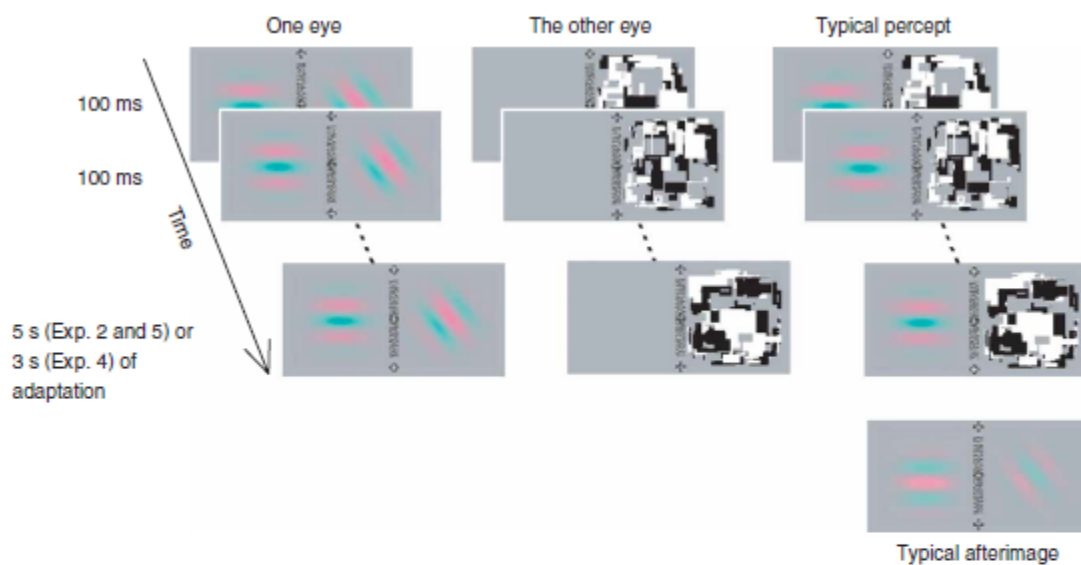 One eye
The other eye
Typical percept
100 ms
100 ms
Time
5 s (Exp. 2 and 5) or
3 s (Exp. 4) of
adaptation
Typical afterimage